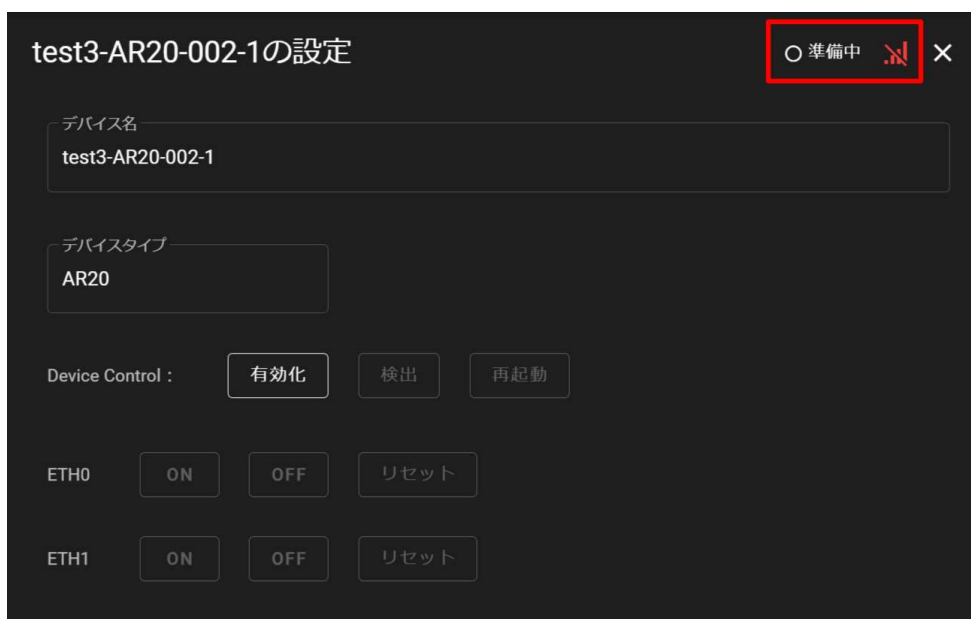 test3-AR20-002-1の設定
準備中
デバイス名
test3-AR20-002-1
デバイスタイプ
AR20
Device Control : 有効化 検出 再起動
ETH0 ON OFF リセット
ETH1 ON OFF リセット